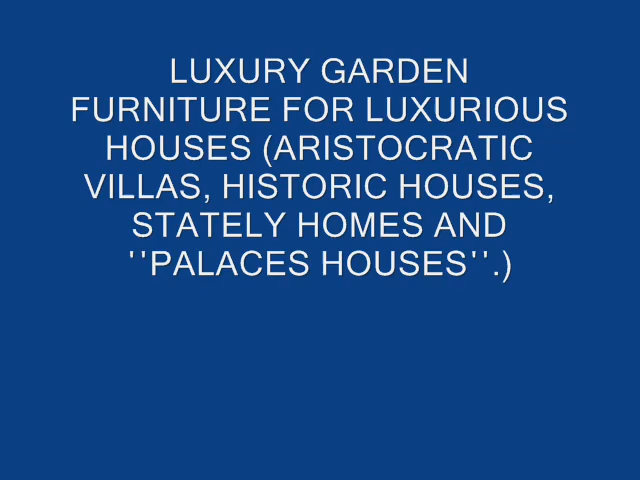 LUXURY GARDEN
FURNITURE FOR LUXURIOUS
HOUSES (ARISTOCRATIC
VILLAS, HISTORIC HOUSES,
STATELY HOMES AND
''PALACES HOUSES''.)